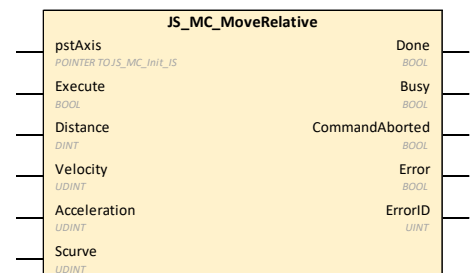 JS_MC_MoveRelative
pstAxis Done
POINTER TO JS_MC_Init_IS BOOL
Execute Busy
BOOL BOOL
Distance CommandAborted
DINT BOOL
Velocity Error
UDINT BOOL
Acceleration ErrorID
UDINT UINT
Scurve
UDINT